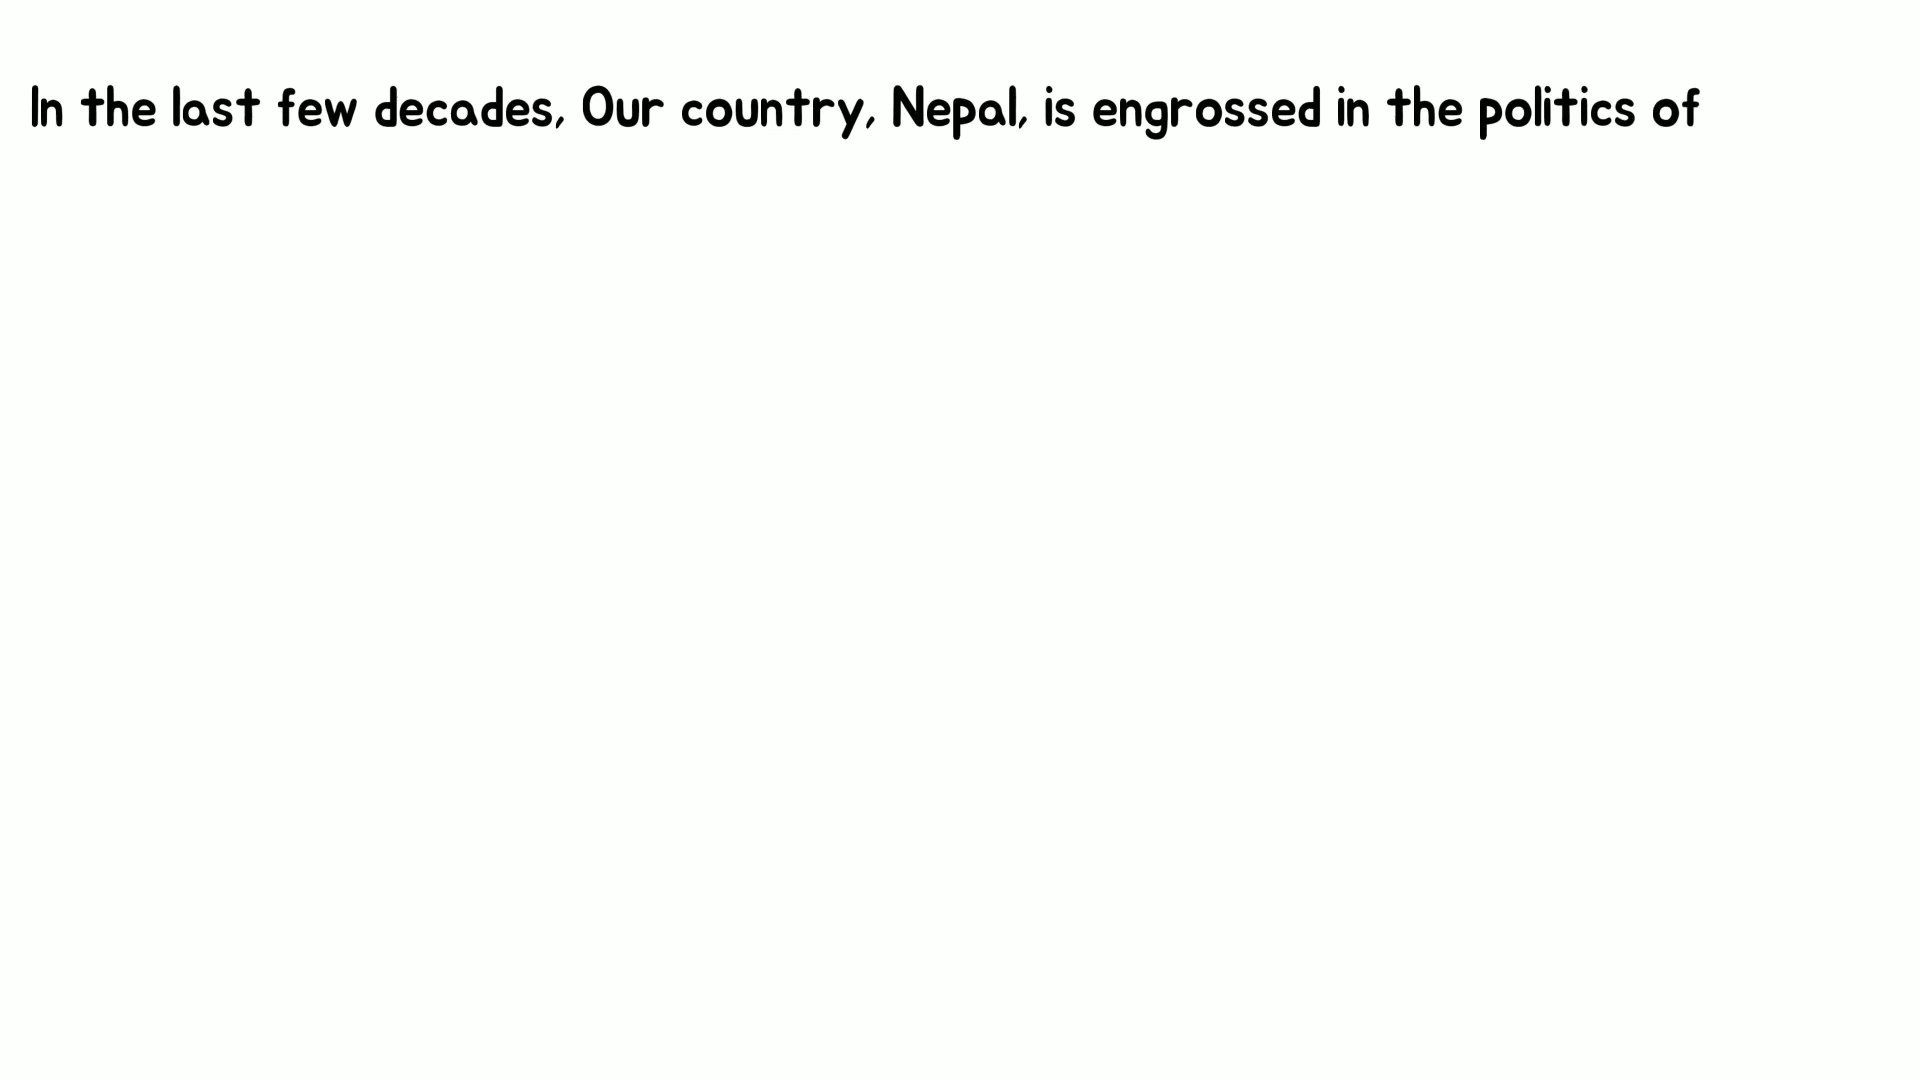 In the last few decades, Our country, Nepal, is engrossed in the politics of